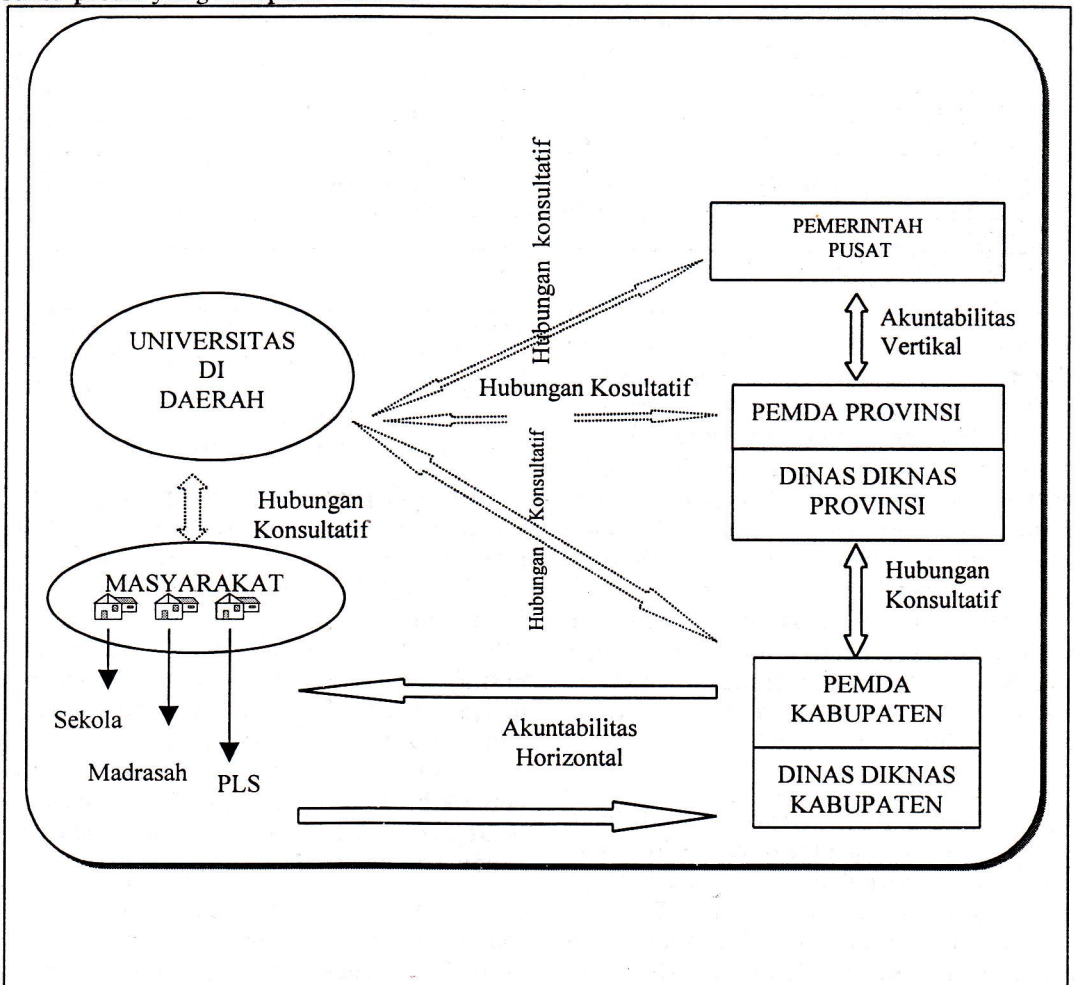 Hubungan konsultatif
PEMERINTAH
PUSAT
Akuntabilitas
Vertikal
UNIVERSITAS
DI
DAERAH
Hubungan Kosultatif
PEMDA PROVINSI
DINAS DIKNAS
PROVINSI
Hubungan Konsultatif
Hubungan
Konsultatif
MASYARAKAT
Hubungan
Konsultatif
Sekola
Madrasah
PLS
Akuntabilitas
Horizontal
PEMDA
KABUPATEN
DINAS DIKNAS
KABUPATEN